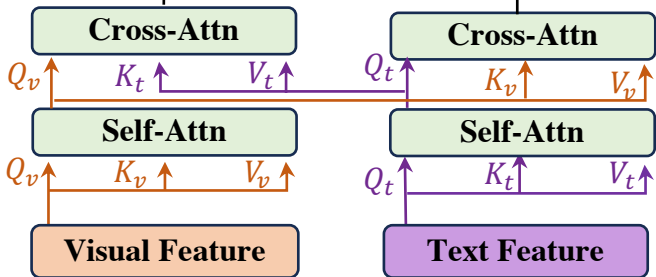 Cross-Attn Cross-Attn
Q_v K_t V_t Q_t K_v V_v
Self-Attn Self-Attn
Q_v K_v V_v Q_t K_t V_t
Visual Feature Text Feature